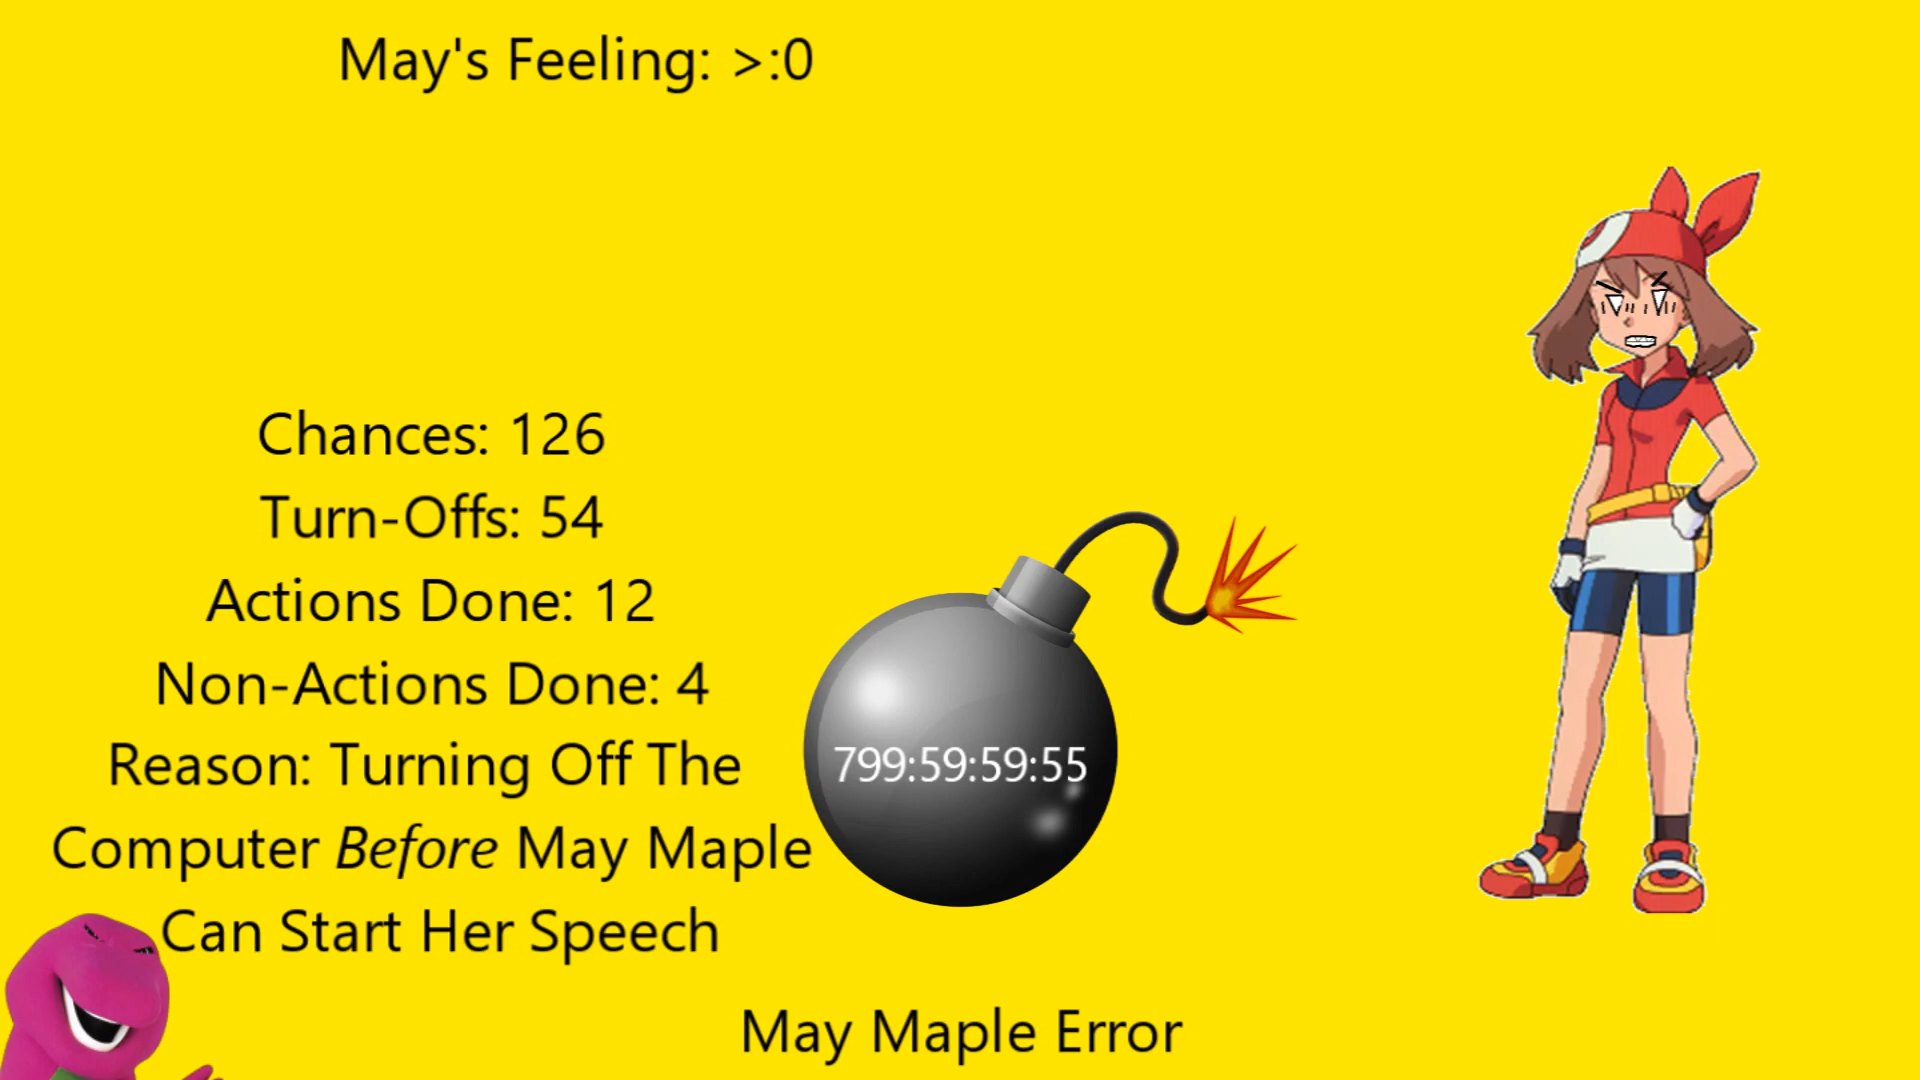 May's Feeling: >:0
Chances: 126
Turn-Offs: 54
Actions Done: 12
Non-Actions Done: 4
Reason: Turning Off The
Computer Before May Maple
Can Start Her Speech
799:59:59:55
May Maple Error